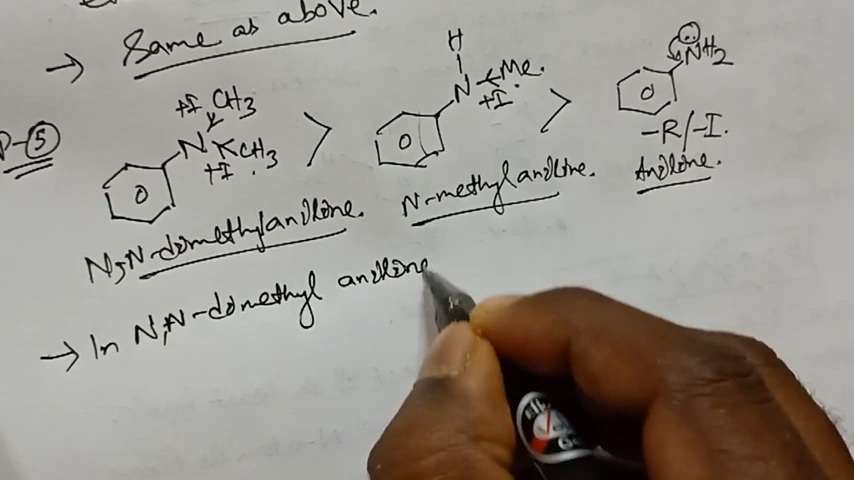 → Same as above.
P-5
+I CH3
N
CH3
+I
>
H
N
Me.
+I
>
NH2
-R/-I.
N,N-dimethylaniline.
N-methylaniline.
Aniline.
→ In N,N-dimethyl aniline